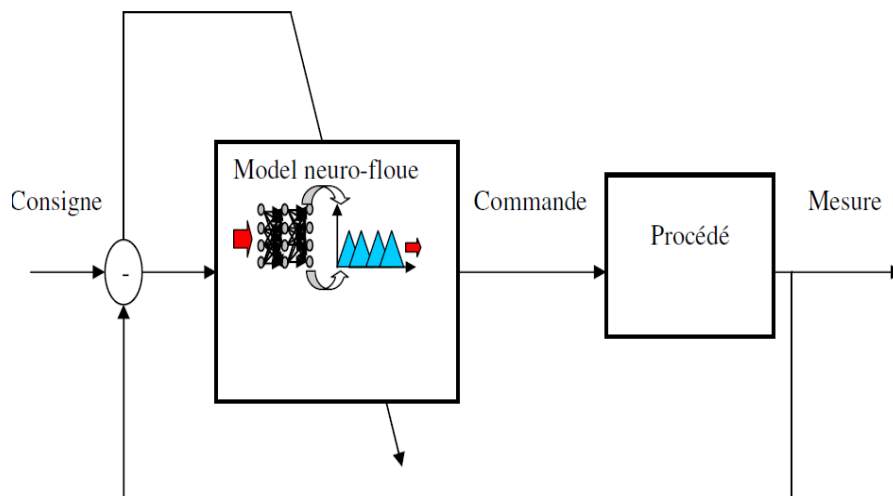 Model neuro-floue
Consigne
Commande
Mesure
Procédé
-